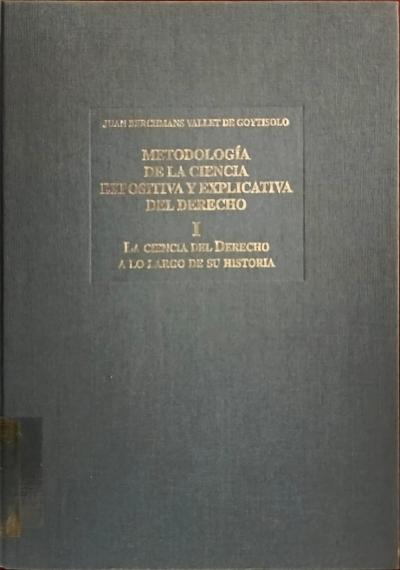 JUAN BERCHMANS VALLET DE GOYTISOLO
METODOLOGÍA
DE LA CIENCIA
EXPOSITIVA Y EXPLICATIVA
DEL DERECHO
I
LA CIENCIA DEL DERECHO
A LO LARGO DE SU HISTORIA